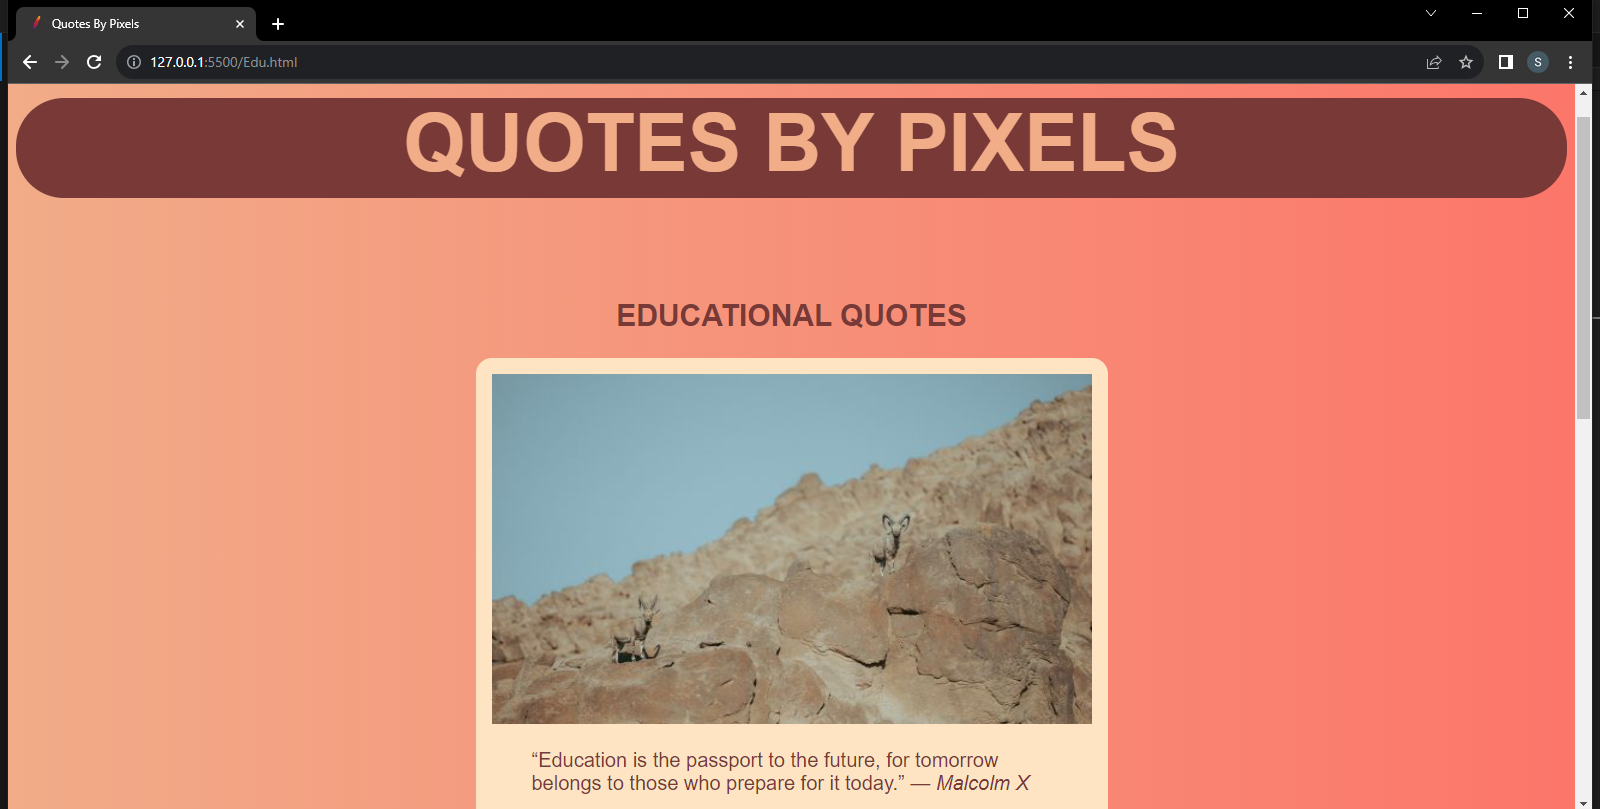 Quotes By Pixels
127.0.0.1:5500/Edu.html
S
QUOTES BY PIXELS
EDUCATIONAL QUOTES
“Education is the passport to the future, for tomorrow
belongs to those who prepare for it today.” — Malcolm X